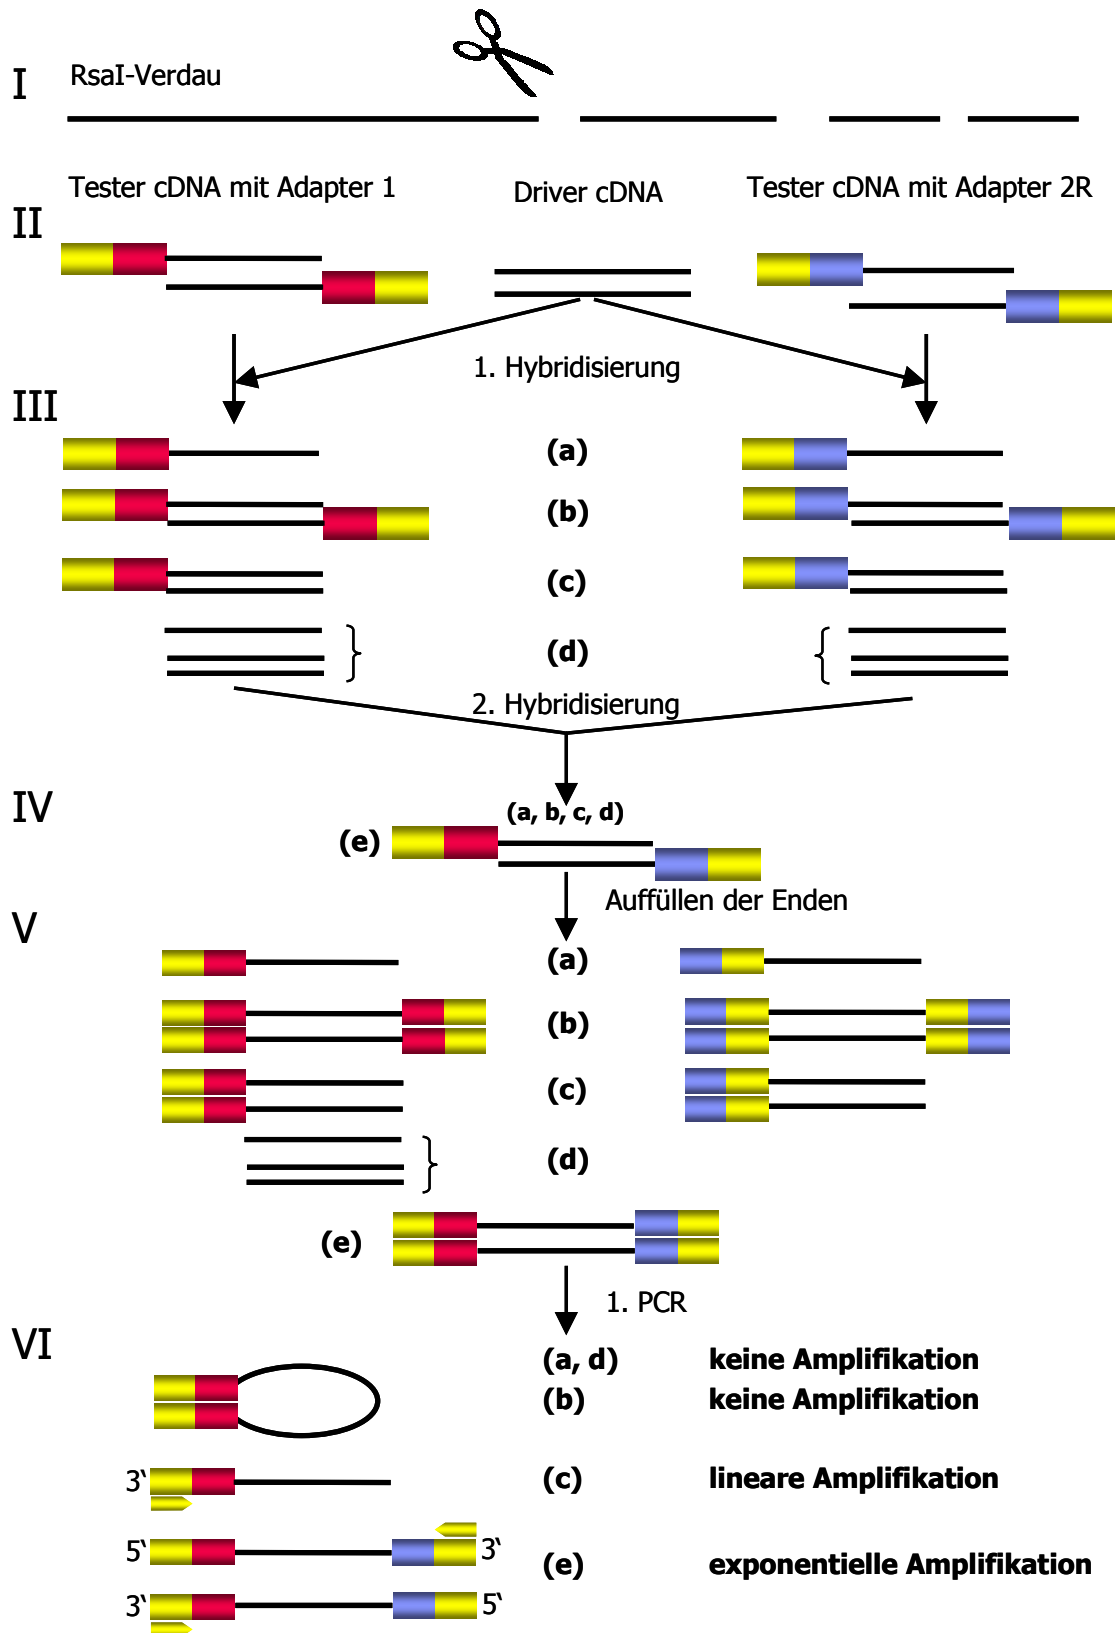 I
RsaI-Verdau
Tester cDNA mit Adapter 1
Driver cDNA
Tester cDNA mit Adapter 2R
II
1. Hybridisierung
III
(a)
(b)
(c)
(d)
2. Hybridisierung
IV
(a, b, c, d)
(e)
Auffüllen der Enden
V
(a)
(b)
(c)
(d)
(e)
1. PCR
VI
(a, d) keine Amplifikation
(b) keine Amplifikation
3‘ (c) lineare Amplifikation
5‘ 3‘
(e) exponentielle Amplifikation
3‘ 5‘